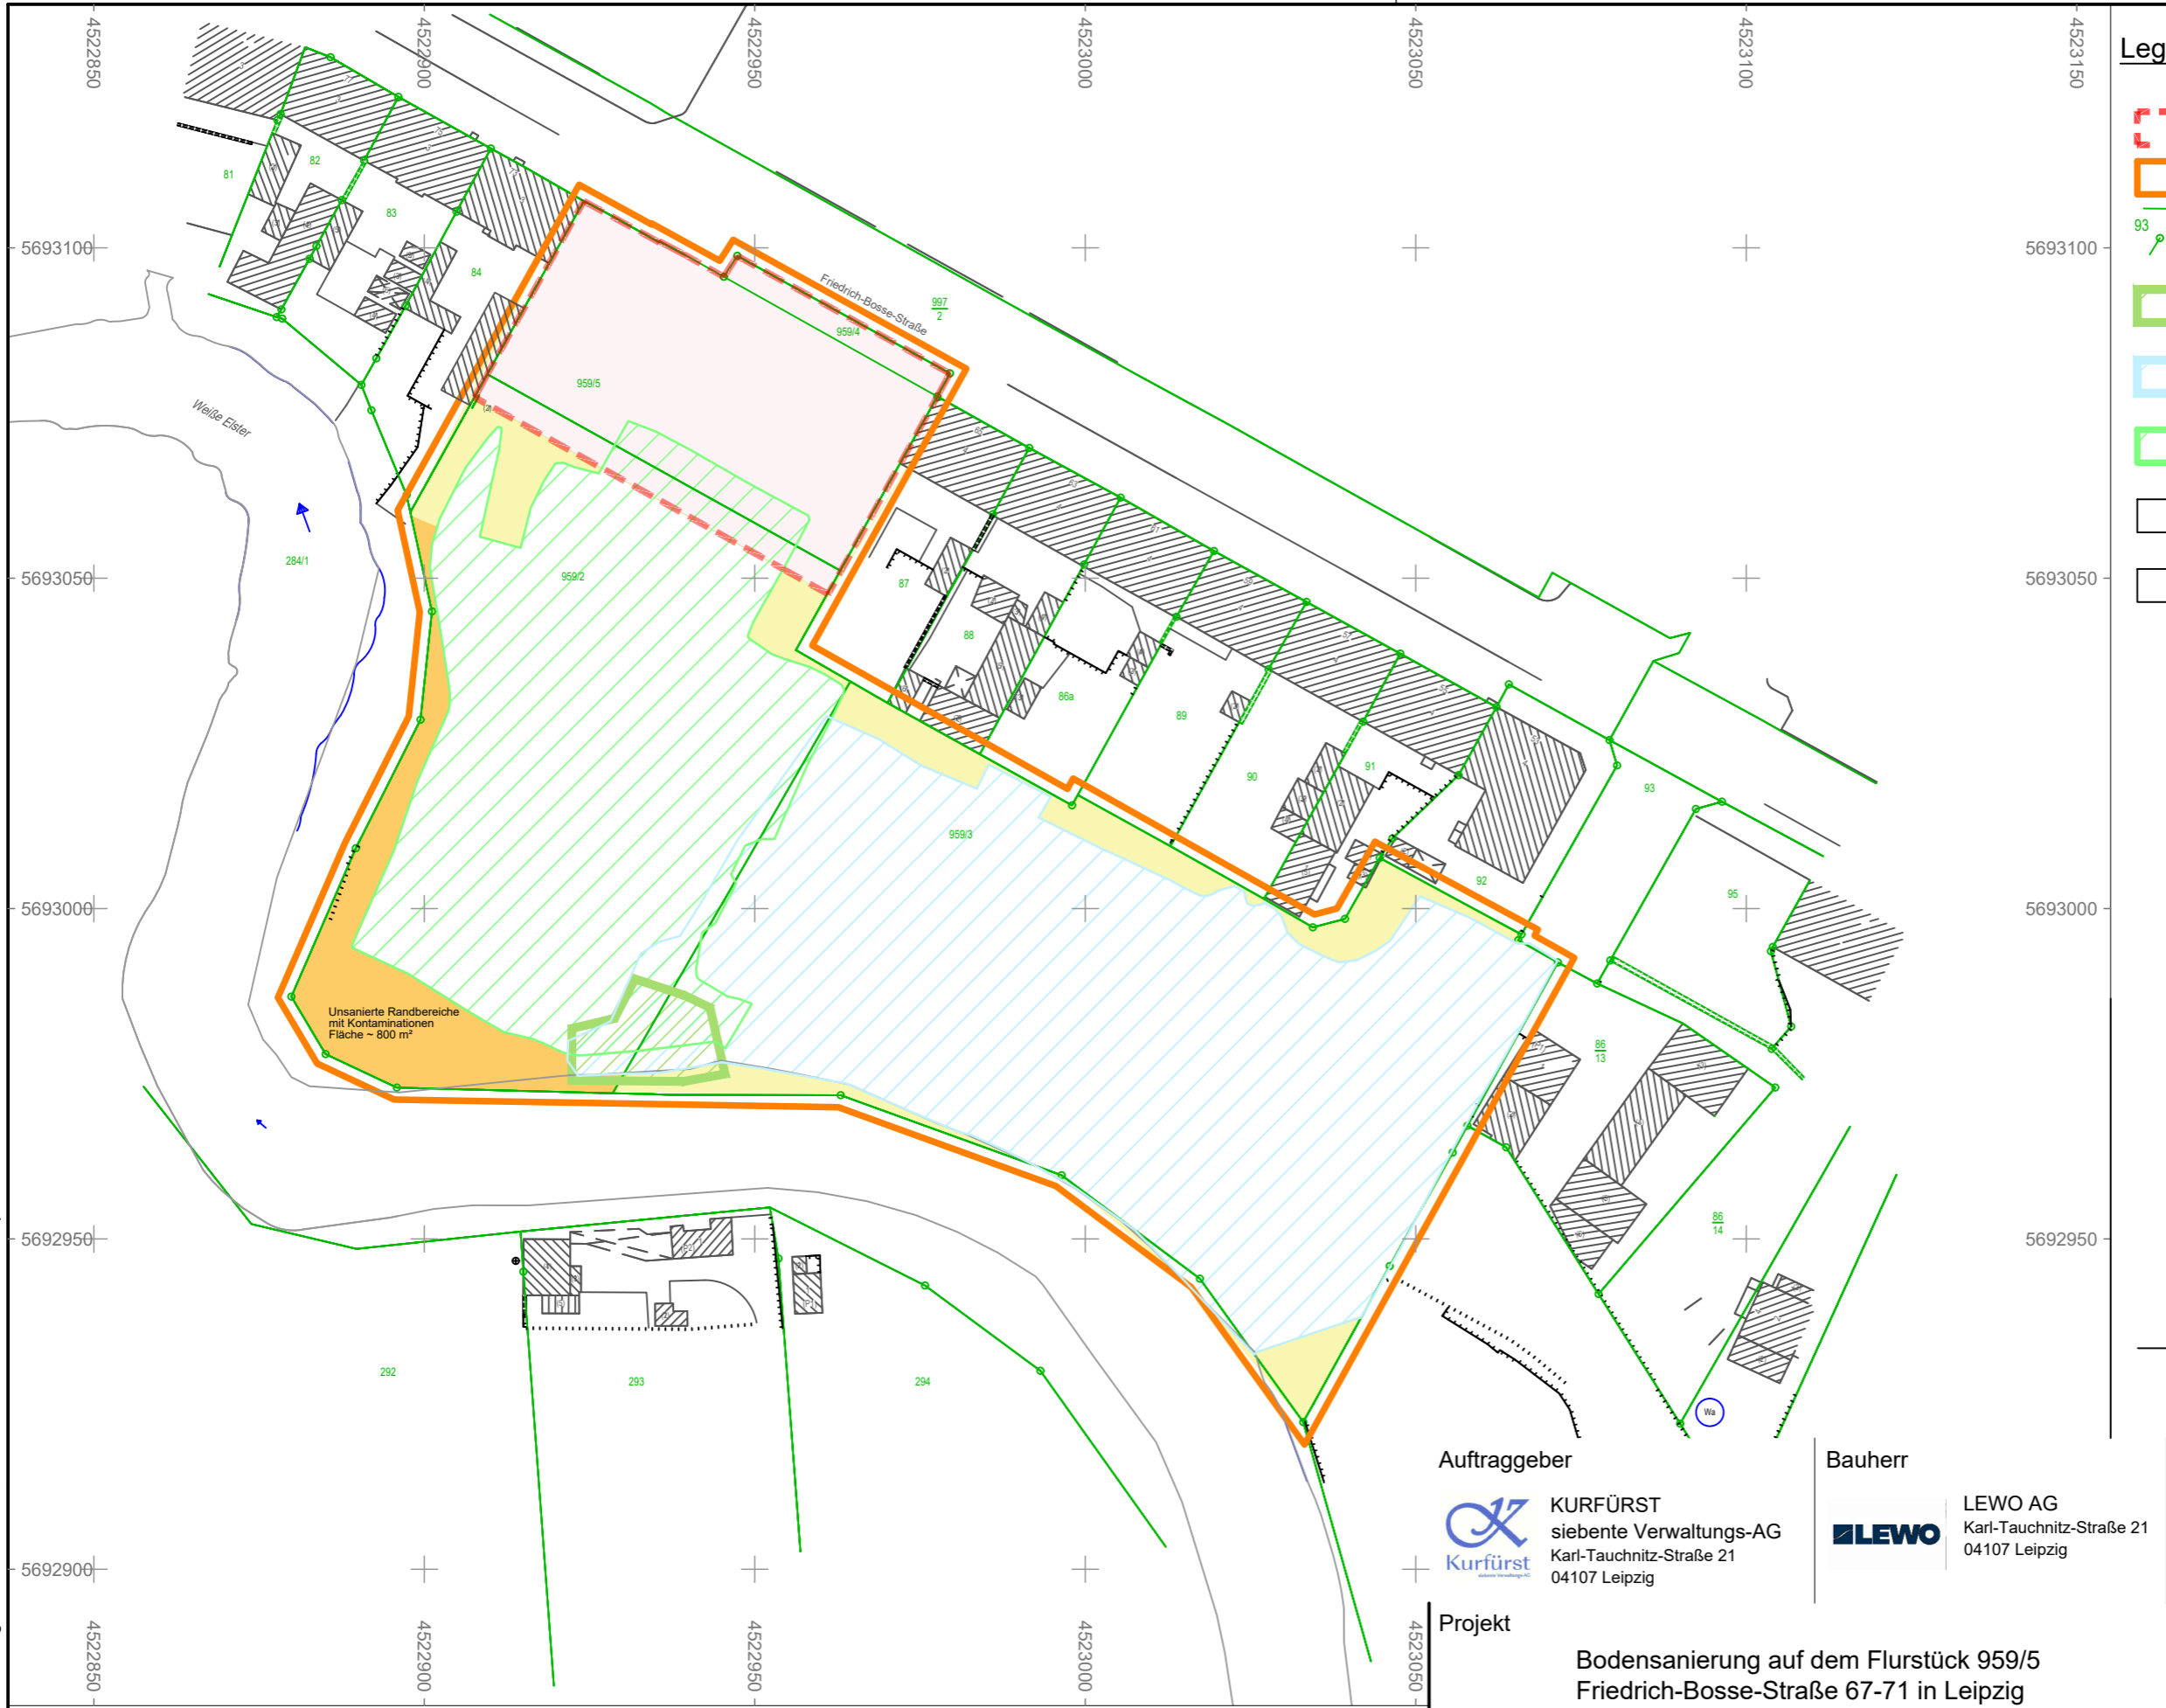 4522850
4522900
4522950
4523000
4523050
4523100
4523150
Leg
93
81
82
83
84
5693100
5693100
Friedrich-Bosse-Straße
997
2
959/4
959/5
Weiße Elster
284/1
959/2
5693050
5693050
87
88
86a
89
90
91
93
92
95
959/3
5693000
5693000
Unsanierte Randbereiche
mit Kontaminationen
Fläche ~ 800 m²
86
13
86
14
5692950
5692950
292
293
294
Wa
Auftraggeber
KURFÜRST
siebente Verwaltungs-AG
Karl-Tauchnitz-Straße 21
04107 Leipzig
Kurfürst
Bauherr
LEWO
LEWO AG
Karl-Tauchnitz-Straße 21
04107 Leipzig
5692900
4522850
4522900
4522950
4523000
4523050
Projekt
Bodensanierung auf dem Flurstück 959/5
Friedrich-Bosse-Straße 67-71 in Leipzig